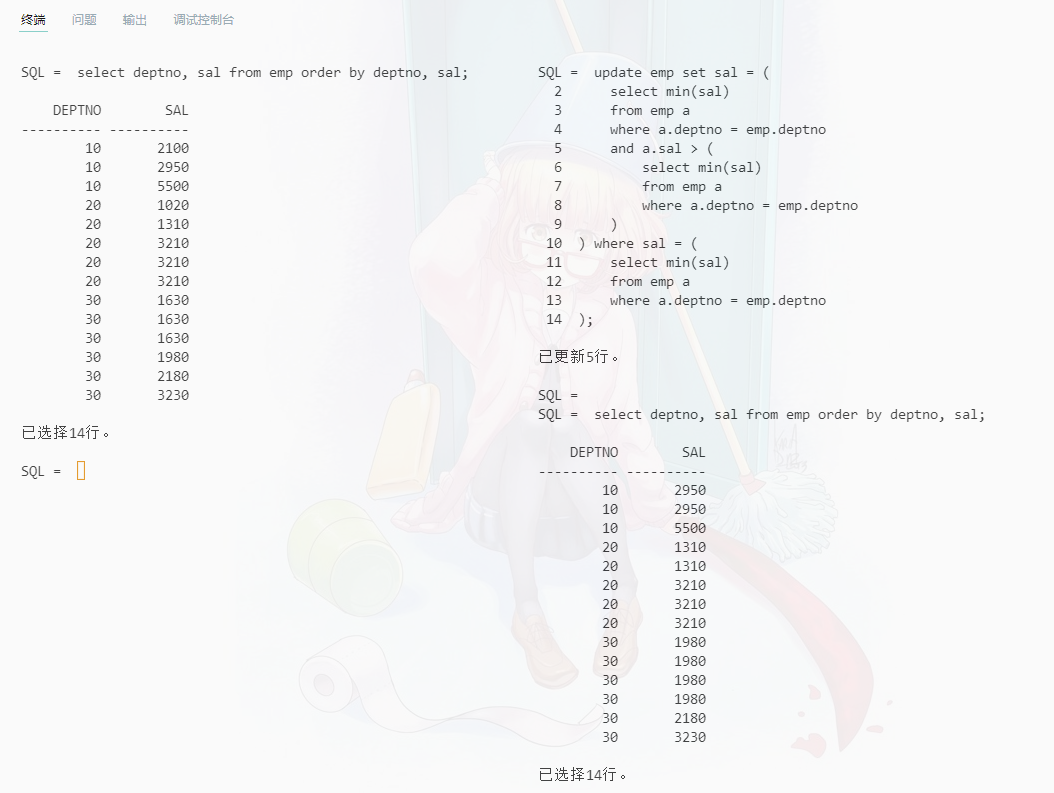 终端 问题 输出 调试控制台
SQL = select deptno, sal from emp order by deptno, sal;
DEPTNO SAL
---------- ----------
10 2100
10 2950
10 5500
20 1020
20 1310
20 3210
20 3210
20 3210
30 1630
30 1630
30 1630
30 1980
30 2180
30 3230
已选择14行。
SQL =
SQL = update emp set sal = (
2 select min(sal)
3 from emp a
4 where a.deptno = emp.deptno
5 and a.sal > (
6 select min(sal)
7 from emp a
8 where a.deptno = emp.deptno
9 )
10 ) where sal = (
11 select min(sal)
12 from emp a
13 where a.deptno = emp.deptno
14 );
已更新5行。
SQL =
SQL = select deptno, sal from emp order by deptno, sal;
DEPTNO SAL
---------- ----------
10 2950
10 2950
10 5500
20 1310
20 1310
20 3210
20 3210
20 3210
30 1980
30 1980
30 1980
30 1980
30 2180
30 3230
已选择14行。